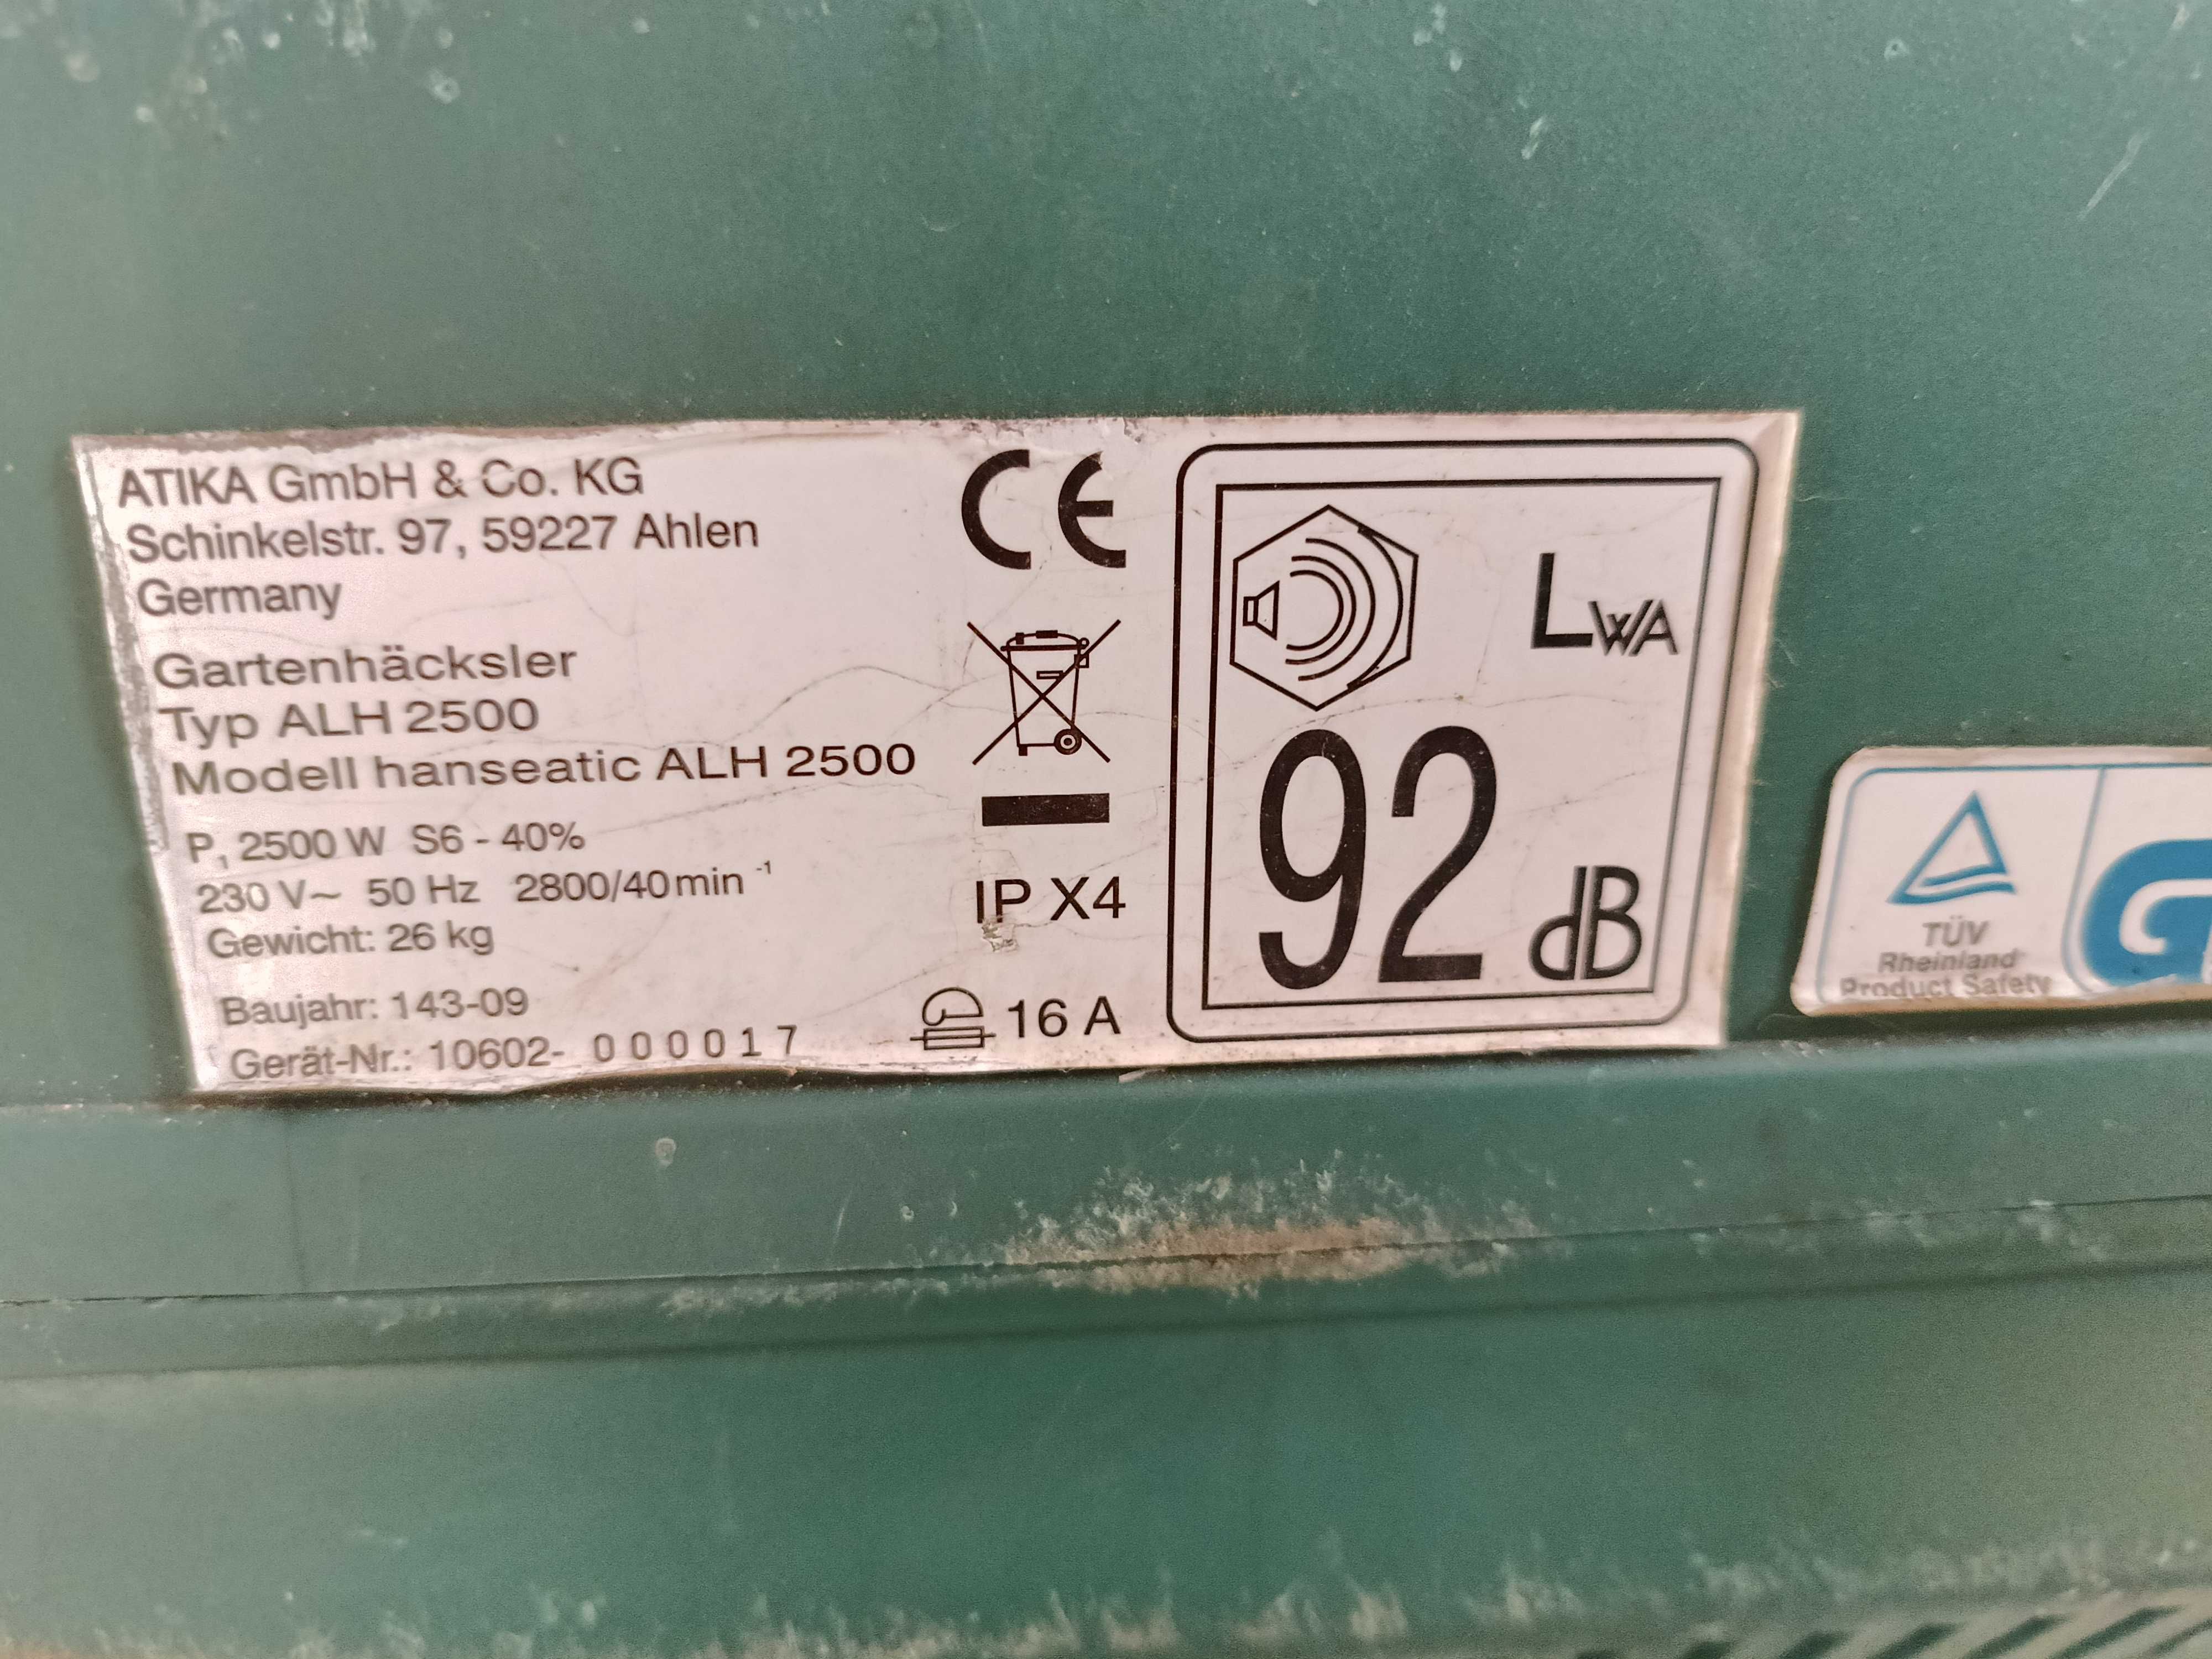 ATIKA GmbH & Co. KG
Schinkelstr. 97, 59227 Ahlen
Germany
Gartenhäcksler
Typ ALH 2500
Modell hanseatic ALH 2500
P₁ 2500 W S6 - 40%
230 V~ 50 Hz 2800/40 min⁻¹
Gewicht: 26 kg
Baujahr: 143-09
Gerät-Nr.: 10602- 000017
CE
IP X4
16 A
LWA
92 dB
TÜV
Rheinland
Product Safety
G